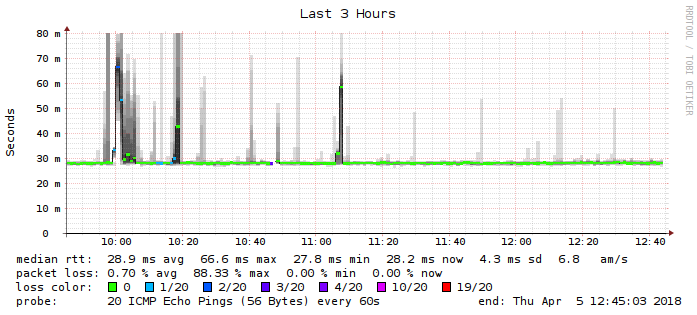 Last 3 Hours
RRDTOOL / TOBI OETIKER
Seconds
80 m
70 m
60 m
50 m
40 m
30 m
20 m
10 m
0
10:00 10:20 10:40 11:00 11:20 11:40 12:00 12:20 12:40
median rtt: 28.9 ms avg 66.6 ms max 27.8 ms min 28.2 ms now 4.3 ms sd 6.8 am/s
packet loss: 0.70 % avg 88.33 % max 0.00 % min 0.00 % now
loss color: 0 1/20 2/20 3/20 4/20 10/20 19/20
probe: 20 ICMP Echo Pings (56 Bytes) every 60s end: Thu Apr 5 12:45:03 2018